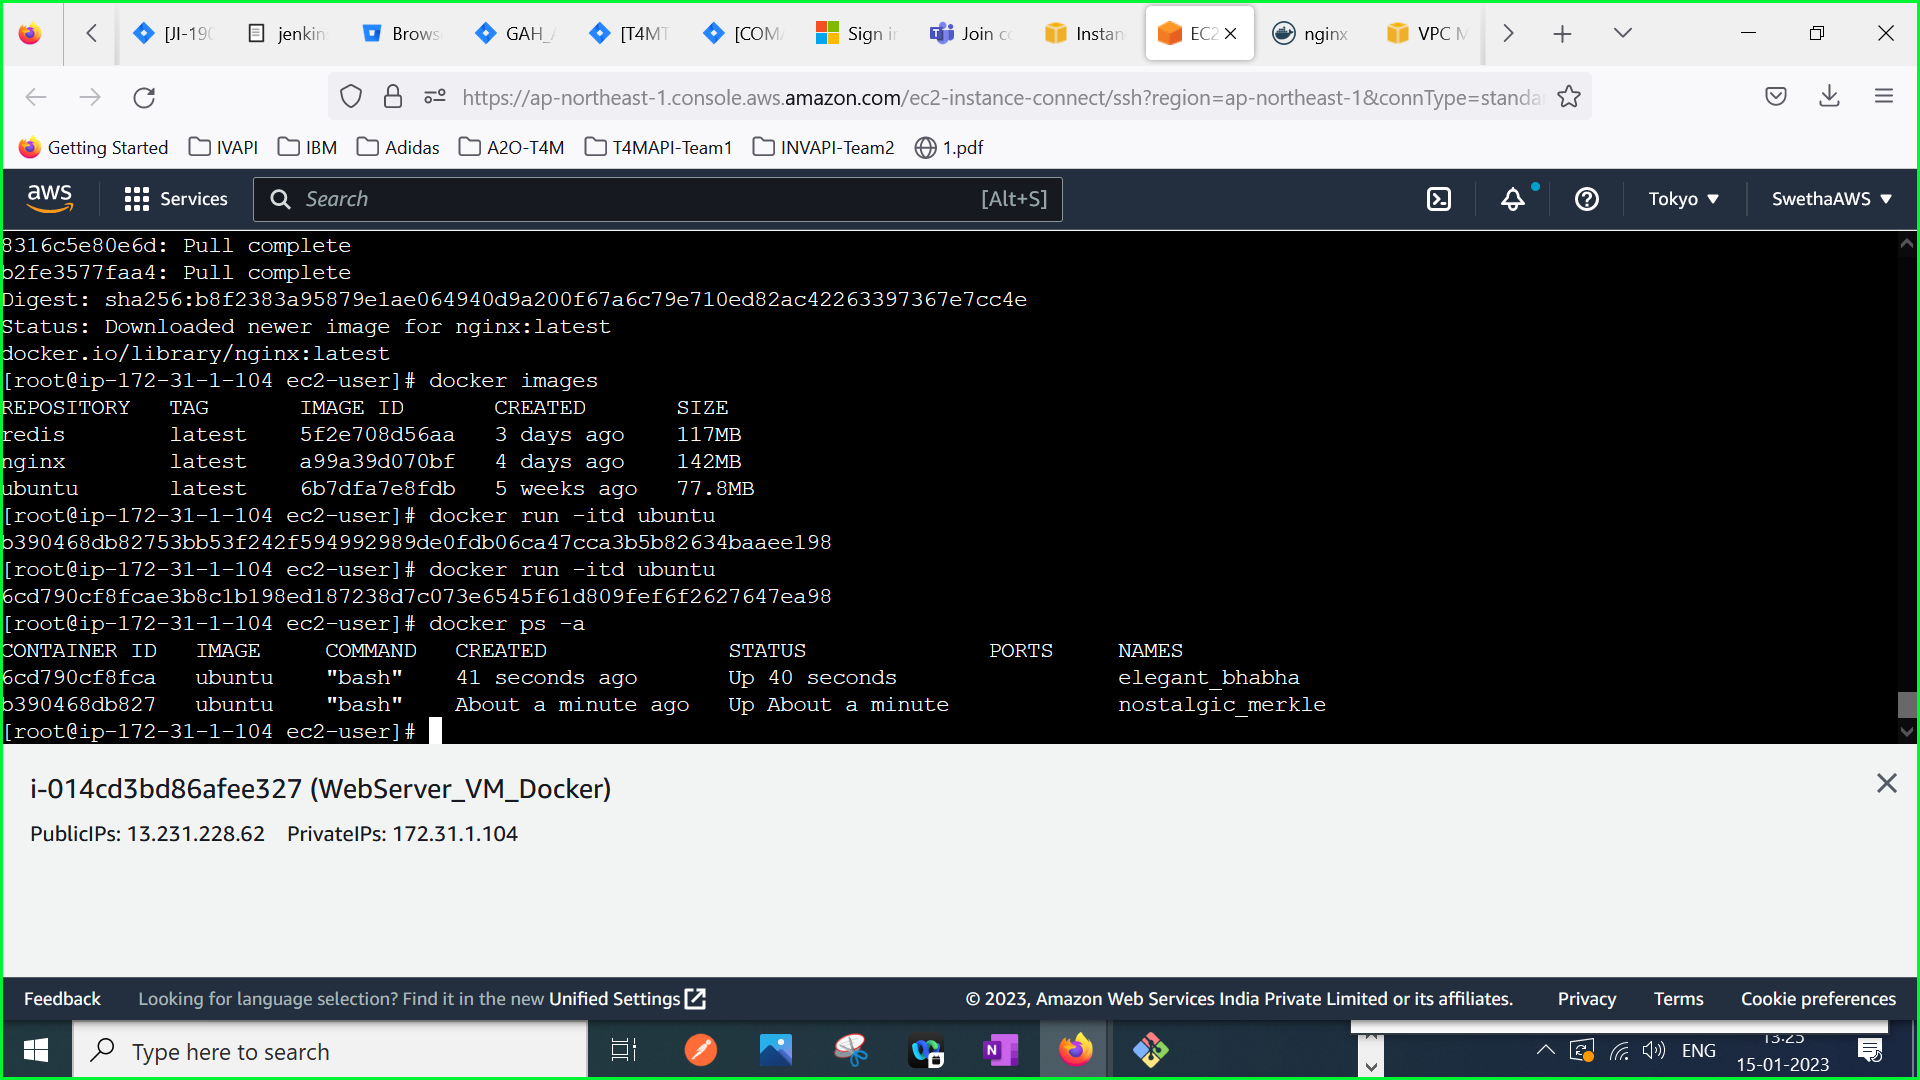 [JI-190
jenkin
Brows
GAH_A
[T4MT
[COMA
Sign in
Join co
Instan
EC2
nginx
VPC M
https://ap-northeast-1.console.aws.amazon.com/ec2-instance-connect/ssh?region=ap-northeast-1&connType=standa
Getting Started
IVAPI
IBM
Adidas
A2O-T4M
T4MAPI-Team1
INVAPI-Team2
1.pdf
aws
Services
Search
[Alt+S]
Tokyo
SwethaAWS
8316c5e80e6d: Pull complete
b2fe3577faa4: Pull complete
Digest: sha256:b8f2383a95879e1ae064940d9a200f67a6c79e710ed82ac42263397367e7cc4e
Status: Downloaded newer image for nginx:latest
docker.io/library/nginx:latest
[root@ip-172-31-1-104 ec2-user]# docker images
REPOSITORY TAG IMAGE ID CREATED SIZE
redis latest 5f2e708d56aa 3 days ago 117MB
nginx latest a99a39d070bf 4 days ago 142MB
ubuntu latest 6b7dfa7e8fdb 5 weeks ago 77.8MB
[root@ip-172-31-1-104 ec2-user]# docker run -itd ubuntu
b390468db82753bb53f242f594992989de0fdb06ca47cca3b5b82634baaee198
[root@ip-172-31-1-104 ec2-user]# docker run -itd ubuntu
6cd790cf8fcae3b8c1b198ed187238d7c073e6545f61d809fef6f2627647ea98
[root@ip-172-31-1-104 ec2-user]# docker ps -a
CONTAINER ID IMAGE COMMAND CREATED STATUS PORTS NAMES
6cd790cf8fca ubuntu "bash" 41 seconds ago Up 40 seconds elegant_bhabha
b390468db827 ubuntu "bash" About a minute ago Up About a minute nostalgic_merkle
[root@ip-172-31-1-104 ec2-user]#
i-014cd3bd86afee327 (WebServer_VM_Docker)
PublicIPs: 13.231.228.62 PrivateIPs: 172.31.1.104
Feedback
Looking for language selection? Find it in the new Unified Settings
© 2023, Amazon Web Services India Private Limited or its affiliates.
Privacy
Terms
Cookie preferences
Type here to search
ENG
13:25
15-01-2023